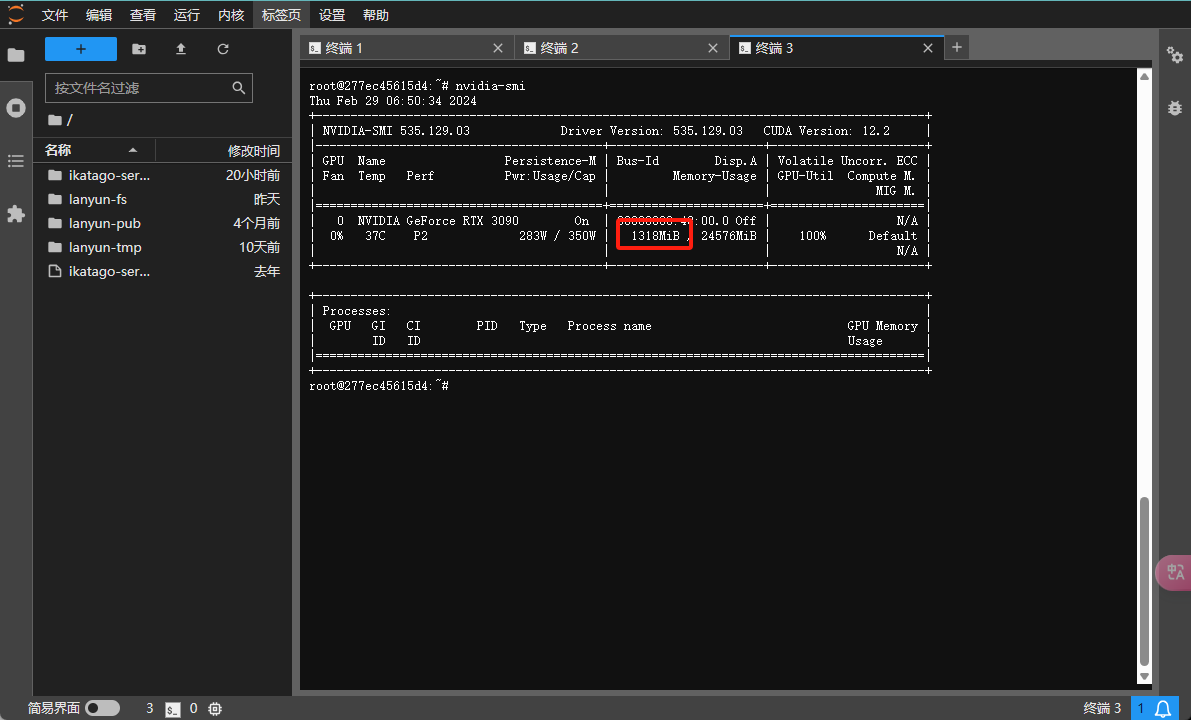 文件 编辑 查看 运行 内核 标签页 设置 帮助
终端 1 终端 2 终端 3
按文件名过滤
/
名称 修改时间
ikatago-ser... 20小时前
lanyun-fs 昨天
lanyun-pub 4个月前
lanyun-tmp 10天前
ikatago-ser... 去年
root@277ec45615d4:~# nvidia-smi
Thu Feb 29 06:50:34 2024
NVIDIA-SMI 535.129.03 Driver Version: 535.129.03 CUDA Version: 12.2
GPU Name Persistence-M | Bus-Id Disp.A | Volatile Uncorr. ECC
Fan Temp Perf Pwr:Usage/Cap | Memory-Usage | GPU-Util Compute M.
MIG M.
0 NVIDIA GeForce RTX 3090 On | :00.0 Off | N/A
0% 37C P2 283W / 350W | 1318MiB / 24576MiB | 100% Default
N/A
Processes:
GPU GI CI PID Type Process name GPU Memory
ID ID Usage
root@277ec45615d4:~#
简易界面 3 $_ 0 终端 3 1